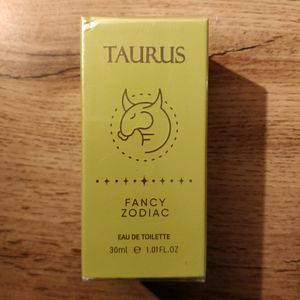 TAURUS
FANCY
ZODIAC
EAU DE TOILETTE
30ml e 1.01FL.OZ